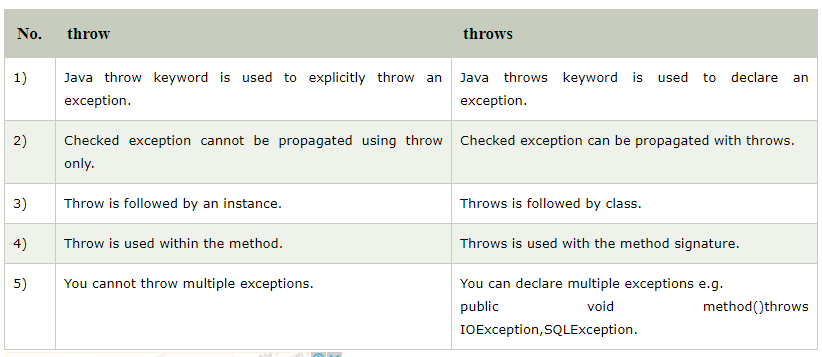 No. throw throws
1) Java throw keyword is used to explicitly throw an Java throws keyword is used to declare an
exception. exception.
2) Checked exception cannot be propagated using throw Checked exception can be propagated with throws.
only.
3) Throw is followed by an instance. Throws is followed by class.
4) Throw is used within the method. Throws is used with the method signature.
5) You cannot throw multiple exceptions. You can declare multiple exceptions e.g.
public void method()throws
IOException,SQLException.